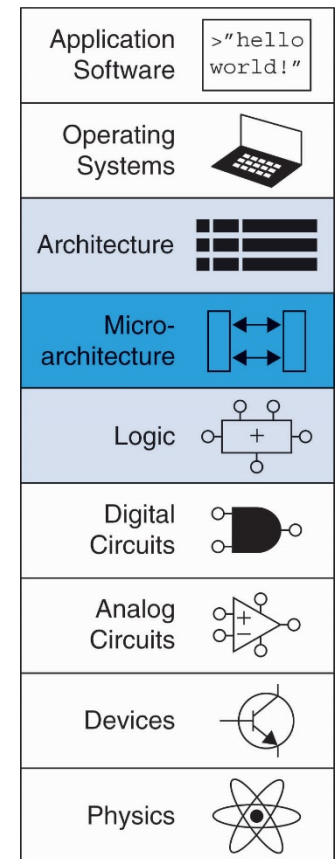 Application
Software
>"hello
world!"
Operating
Systems
Architecture
Micro-
architecture
Logic
+
Digital
Circuits
Analog
Circuits
+
−
Devices
Physics